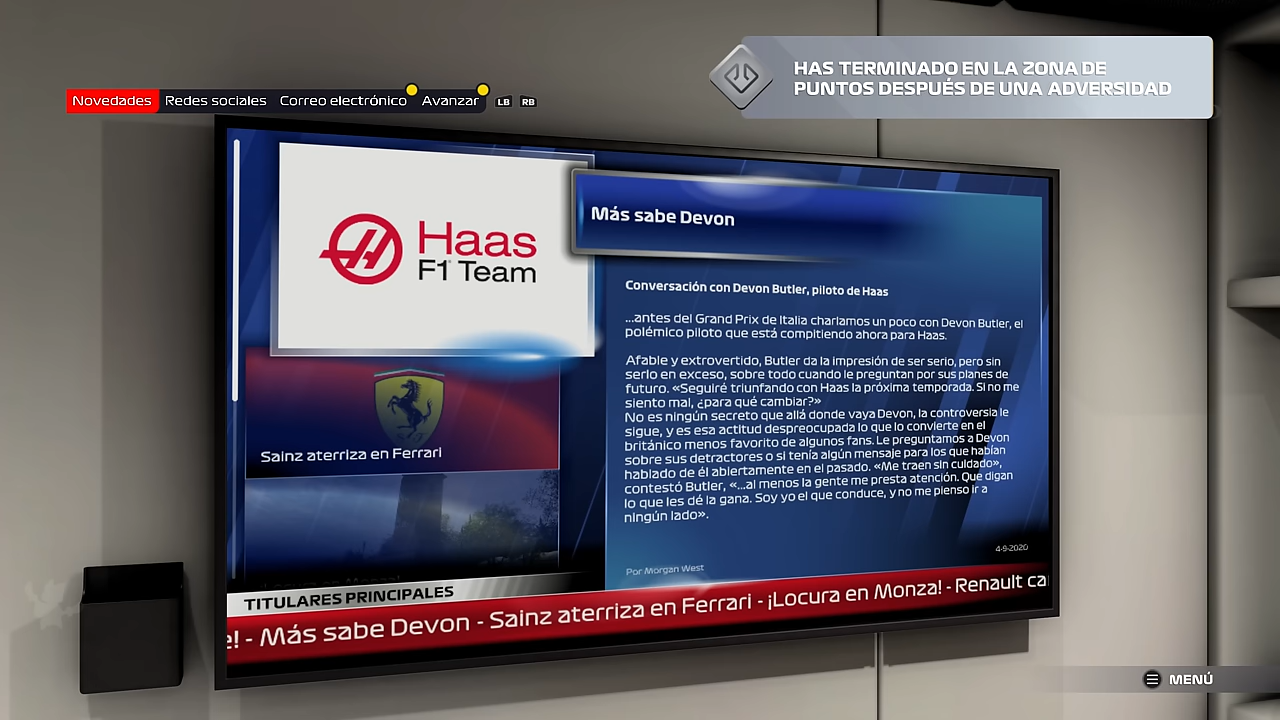 HAS TERMINADO EN LA ZONA DE
PUNTOS DESPUÉS DE UNA ADVERSIDAD
Novedades Redes sociales Correo electrónico Avanzar LB RB
Haas
F1 Team
Más sabe Devon
Conversación con Devon Butler, piloto de Haas
...antes del Grand Prix de Italia charlamos un poco con Devon Butler, el
polémico piloto que está compitiendo ahora para Haas.
Afable y extrovertido, Butler da la impresión de ser serio, pero sin
serlo en exceso, sobre todo cuando le preguntan por sus planes de
futuro. «Seguiré triunfando con Haas la próxima temporada. Si no me
siento mal, ¿para qué cambiar?»
No es ningún secreto que allá donde vaya Devon, la controversia le
sigue, y es esa actitud despreocupada lo que lo convierte en el
británico menos favorito de algunos fans. Le preguntamos a Devon
sobre sus detractores o si tenía algún mensaje para los que habían
hablado de él abiertamente en el pasado. «Me traen sin cuidado»,
contestó Butler, «...al menos la gente me presta atención. Que digan
lo que les dé la gana. Soy yo el que conduce, y no me pienso ir a
ningún lado».
4-9-2020
Por Morgan West
Sainz aterriza en Ferrari
¡Locura en Monza!
TITULARES PRINCIPALES
e! - Más sabe Devon - Sainz aterriza en Ferrari - ¡Locura en Monza! - Renault ca
MENÚ